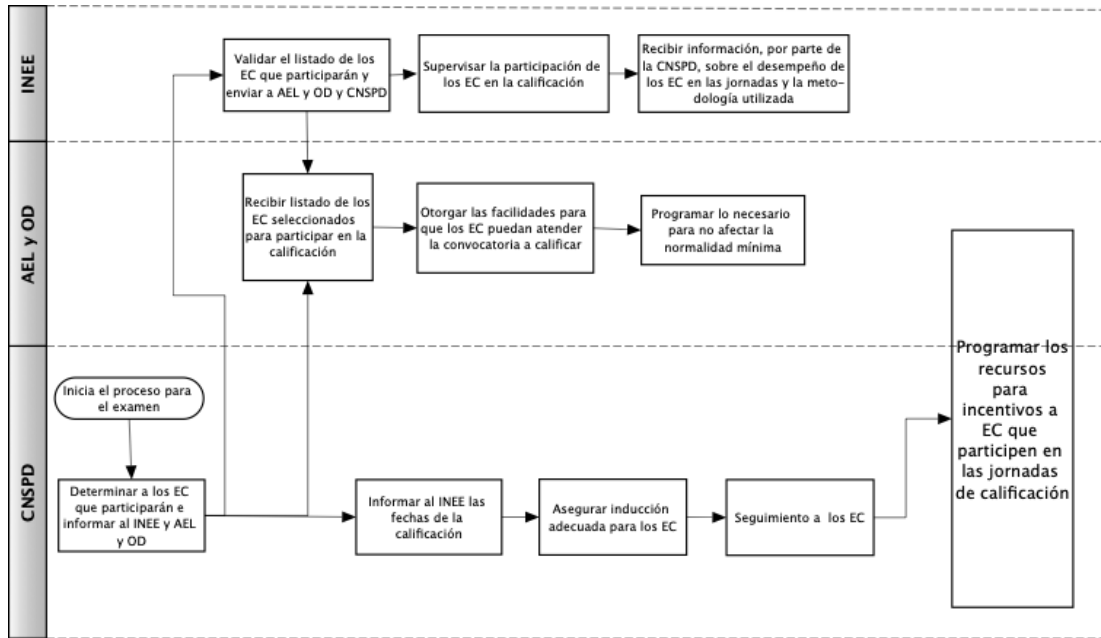 INEE
Validar el listado de los
EC que participarán y
enviar a AEL y OD y CNSPD
Supervisar la participación de
los EC en la calificación
Recibir información, por parte de
la CNSPD, sobre el desempeño de
los EC en las jornadas y la meto-
dología utilizada
AEL y OD
Recibir listado de los
EC seleccionados
para participar en la
calificación
Otorgar las facilidades para
que los EC puedan atender
la convocatoria a calificar
Programar lo necesario
para no afectar la
normalidad mínima
CNSPD
Inicia el proceso para
el examen
Determinar a los EC
que participarán e
informar al INEE y AEL
y OD
Informar al INEE las
fechas de la
calificación
Asegurar inducción
adecuada para los EC
Seguimiento a los EC
Programar los
recursos
para
incentivos a
EC que
participen en
las jornadas
de calificación